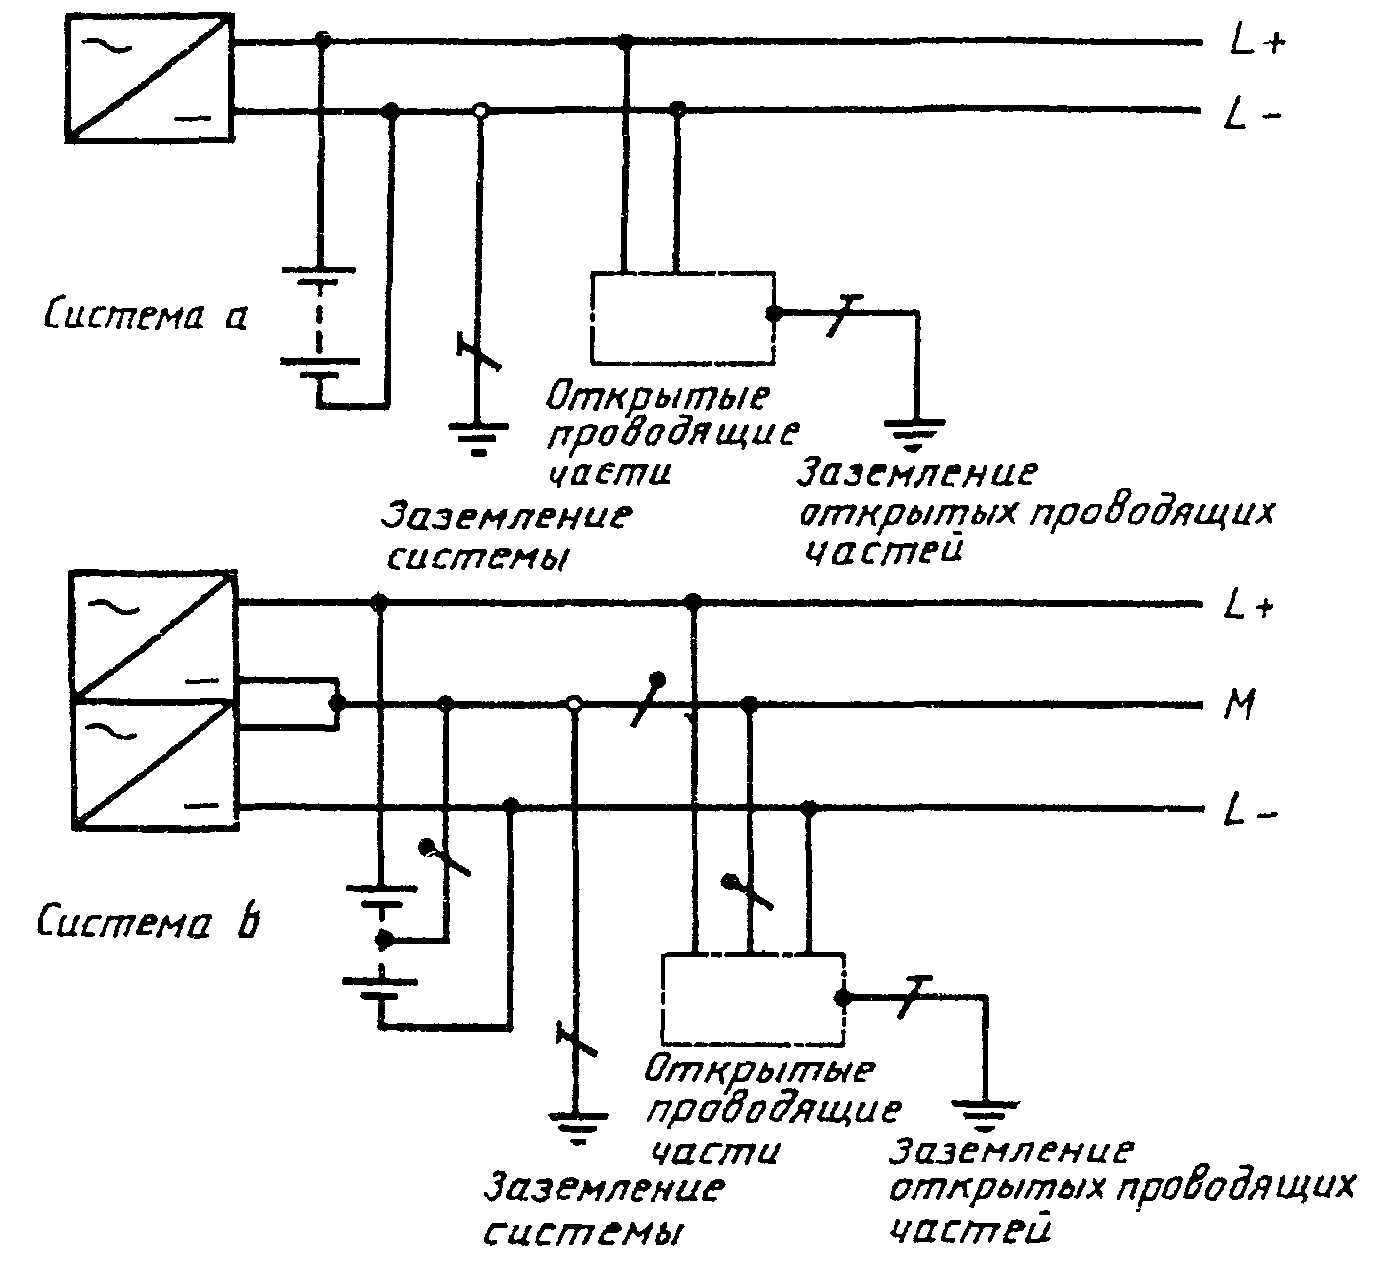 L+
L-
Система a
Открытые
проводящие
части
Заземление
открытых проводящих
частей
Заземление
системы
L+
M
L-
Система b
Открытые
проводящие
части
Заземление
открытых проводящих
частей
Заземление
системы